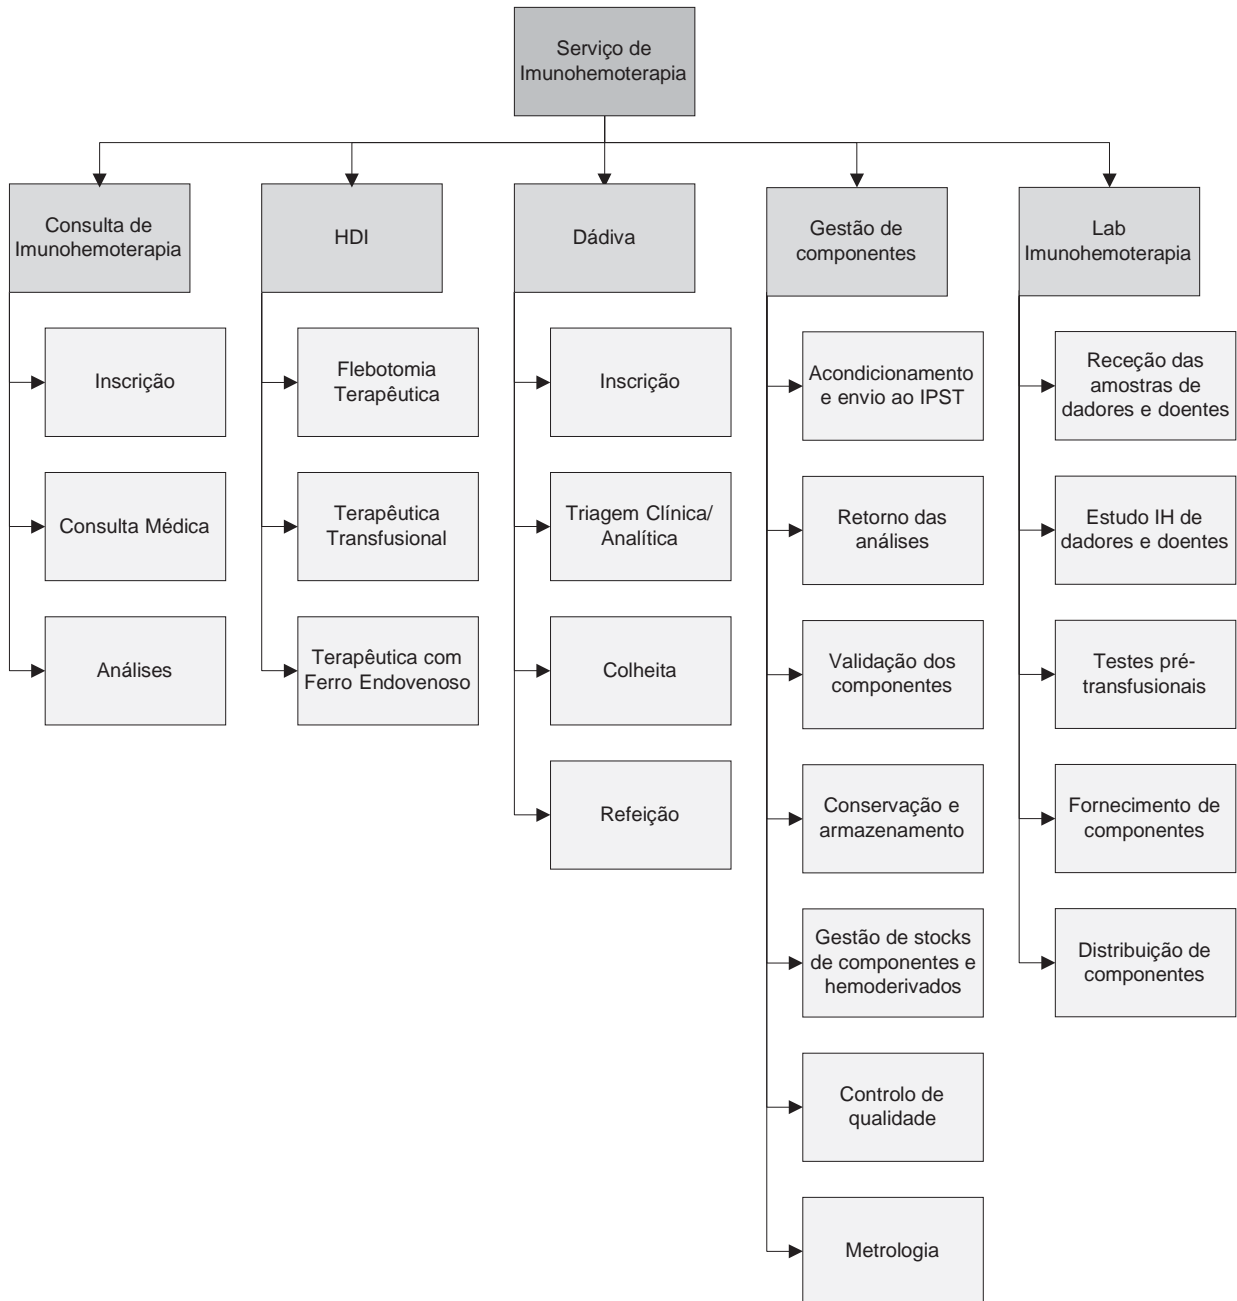 Serviço de
Imunohemoterapia
Consulta de
Imunohemoterapia
Inscrição
Consulta Médica
Análises
HDI
Flebotomia
Terapêutica
Terapêutica
Transfusional
Terapêutica com
Ferro Endovenoso
Dádiva
Inscrição
Triagem Clínica/
Analítica
Colheita
Refeição
Gestão de
componentes
Acondicionamento
e envio ao IPST
Retorno das
análises
Validação dos
componentes
Conservação e
armazenamento
Gestão de stocks
de componentes e
hemoderivados
Controlo de
qualidade
Metrologia
Lab
Imunohemoterapia
Receção das
amostras de
dadores e doentes
Estudo IH de
dadores e doentes
Testes pré-
transfusionais
Fornecimento de
componentes
Distribuição de
componentes